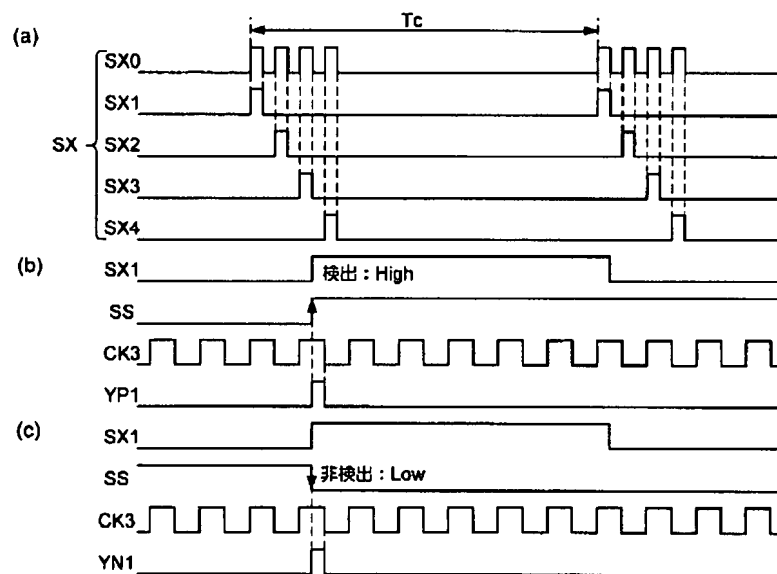 (a)
Tc
SX
SX0
SX1
SX2
SX3
SX4
(b)
SX1
検出：High
SS
CK3
YP1
(c)
SX1
SS
非検出：Low
CK3
YN1